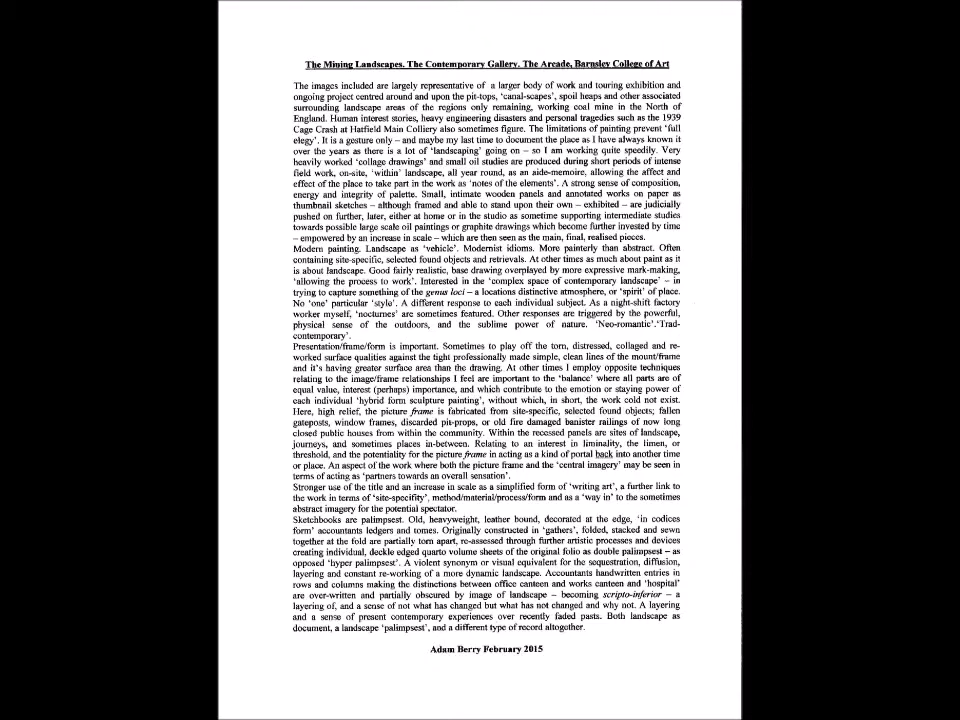 The Mining Landscapes. The Contemporary Gallery. The Arcade, Barnsley College of Art
The images included are largely representative of a larger body of work and touring exhibition and
ongoing project centred around and upon the pit-tops, ‘canal-scapes’, spoil heaps and other associated
surrounding landscape areas of the regions only remaining, working coal mine in the North of
England. Human interest stories, heavy engineering disasters and personal tragedies such as the 1939
Cage Crash at Hatfield Main Colliery also sometimes figure. The limitations of painting prevent ‘full
elegy’. It is a gesture only – and maybe my last time to document the place as I have always known it
over the years as there is a lot of ‘landscaping’ going on – so I am working quite speedily. Very
heavily worked ‘collage drawings’ and small oil studies are produced during short periods of intense
field work, on-site, ‘within’ landscape, all year round, as an aide-memoire, allowing the affect and
effect of the place to take part in the work as ‘notes of the elements’. A strong sense of composition,
energy and integrity of palette. Small, intimate wooden panels and annotated works on paper as
thumbnail sketches – although framed and able to stand upon their own – exhibited – are judicially
pushed on further, later, either at home or in the studio as sometime supporting intermediate studies
towards possible large scale oil paintings or graphite drawings which become further invested by time
– empowered by an increase in scale – which are then seen as the main, final, realised pieces.
Modern painting. Landscape as ‘vehicle’. Modernist idioms. More painterly than abstract. Often
containing site-specific, selected found objects and retrievals. At other times as much about paint as it
is about landscape. Good fairly realistic, base drawing overplayed by more expressive mark-making,
‘allowing the process to work’. Interested in the ‘complex space of contemporary landscape’ – in
trying to capture something of the genus loci – a locations distinctive atmosphere, or ‘spirit’ of place.
No ‘one’ particular ‘style’. A different response to each individual subject. As a night-shift factory
worker myself, ‘nocturnes’ are sometimes featured. Other responses are triggered by the powerful,
physical sense of the outdoors, and the sublime power of nature. ‘Neo-romantic’.‘Trad-
contemporary’.
Presentation/frame/form is important. Sometimes to play off the torn, distressed, collaged and re-
worked surface qualities against the tight professionally made simple, clean lines of the mount/frame
and it’s having greater surface area than the drawing. At other times I employ opposite techniques
relating to the image/frame relationships I feel are important to the ‘balance’ where all parts are of
equal value, interest (perhaps) importance, and which contribute to the emotion or staying power of
each individual ‘hybrid form sculpture painting’, without which, in short, the work cold not exist.
Here, high relief, the picture frame is fabricated from site-specific, selected found objects; fallen
gateposts, window frames, discarded pit-props, or old fire damaged banister railings of now long
closed public houses from within the community. Within the recessed panels are sites of landscape,
journeys, and sometimes places in-between. Relating to an interest in liminality, the limen, or
threshold, and the potentiality for the picture frame in acting as a kind of portal back into another time
or place. An aspect of the work where both the picture frame and the ‘central imagery’ may be seen in
terms of acting as ‘partners towards an overall sensation’.
Stronger use of the title and an increase in scale as a simplified form of ‘writing art’, a further link to
the work in terms of ‘site-specifity’, method/material/process/form and as a ‘way in’ to the sometimes
abstract imagery for the potential spectator.
Sketchbooks are palimpsest. Old, heavyweight, leather bound, decorated at the edge, ‘in codices
form’ accountants ledgers and tomes. Originally constructed in ‘gathers’, folded, stacked and sewn
together at the fold are partially torn apart, re-assessed through further artistic processes and devices
creating individual, deckle edged quarto volume sheets of the original folio as double palimpsest – as
opposed ‘hyper palimpsest’. A violent synonym or visual equivalent for the sequestration, diffusion,
layering and constant re-working of a more dynamic landscape. Accountants handwritten entries in
rows and columns making the distinctions between office canteen and works canteen and ‘hospital’
are over-written and partially obscured by image of landscape – becoming scripto-inferior – a
layering of, and a sense of not what has changed but what has not changed and why not. A layering
and a sense of present contemporary experiences over recently faded pasts. Both landscape as
document, a landscape ‘palimpsest’, and a different type of record altogether.
Adam Berry February 2015